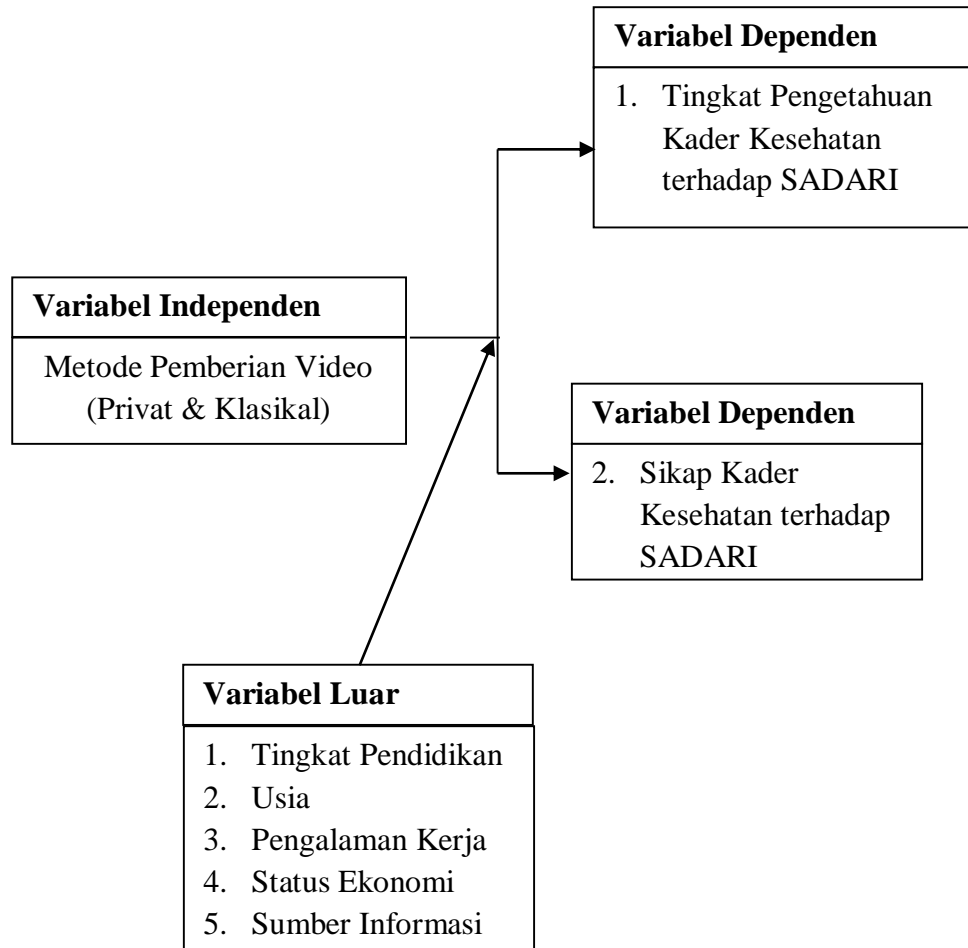 Variabel Dependen
1. Tingkat Pengetahuan
Kader Kesehatan
terhadap SADARI
Variabel Independen
Metode Pemberian Video
(Privat & Klasikal)
Variabel Dependen
2. Sikap Kader
Kesehatan terhadap
SADARI
Variabel Luar
1. Tingkat Pendidikan
2. Usia
3. Pengalaman Kerja
4. Status Ekonomi
5. Sumber Informasi